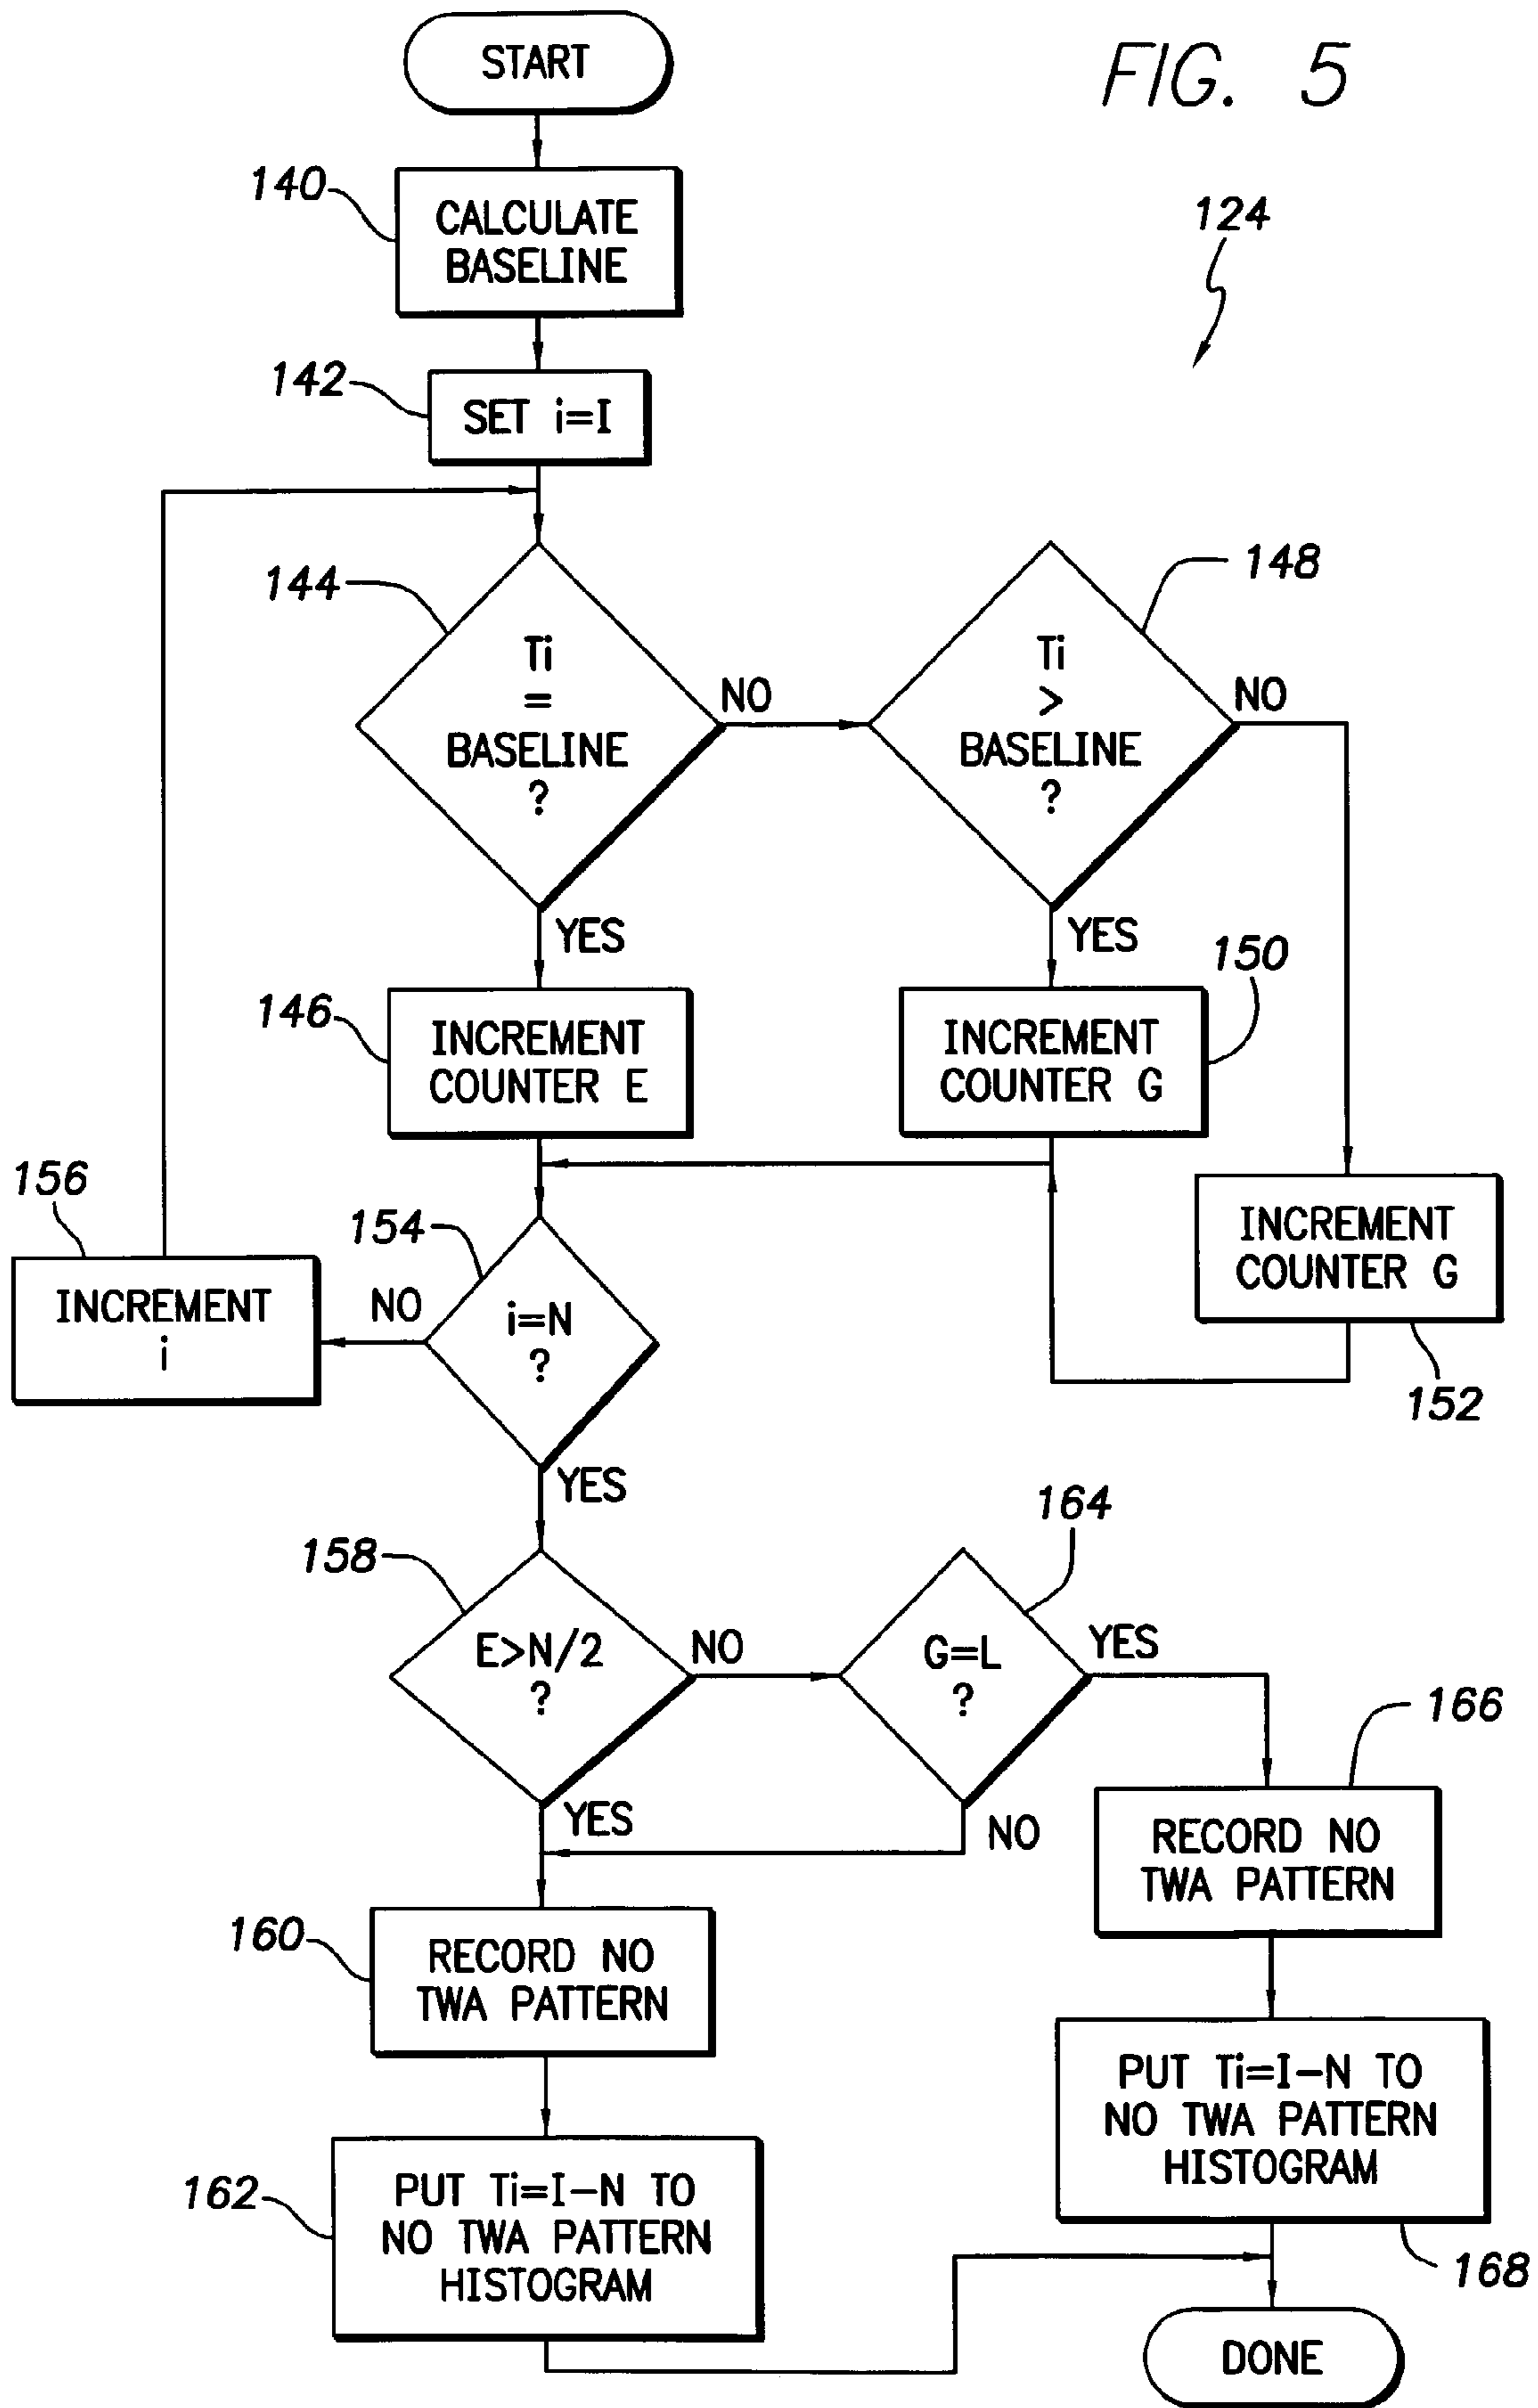 FIG. 5
START
140
CALCULATE
BASELINE
124
142
SET i=I
144
Ti
=
BASELINE
?
NO
YES
148
Ti
>
BASELINE
?
NO
YES
146
INCREMENT
COUNTER E
150
INCREMENT
COUNTER G
INCREMENT
COUNTER G
152
156
INCREMENT
i
154
i=N
?
NO
YES
158
E>N/2
?
NO
YES
164
G=L
?
YES
NO
166
RECORD NO
TWA PATTERN
160
RECORD NO
TWA PATTERN
PUT Ti=I-N TO
NO TWA PATTERN
HISTOGRAM
168
162
PUT Ti=I-N TO
NO TWA PATTERN
HISTOGRAM
DONE